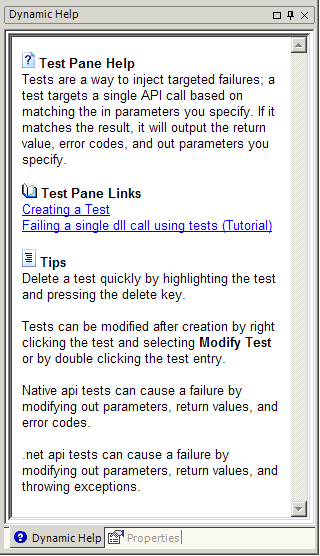 Dynamic Help
Test Pane Help
Tests are a way to inject targeted failures; a
test targets a single API call based on
matching the in parameters you specify. If it
matches the result, it will output the return
value, error codes, and out parameters you
specify.
Test Pane Links
Creating a Test
Failing a single dll call using tests (Tutorial)
Tips
Delete a test quickly by highlighting the test
and pressing the delete key.
Tests can be modified after creation by right
clicking the test and selecting Modify Test
or by double clicking the test entry.
Native api tests can cause a failure by
modifying out parameters, return values, and
error codes.
.net api tests can cause a failure by
modifying out parameters, return values, and
throwing exceptions.
Dynamic Help Properties